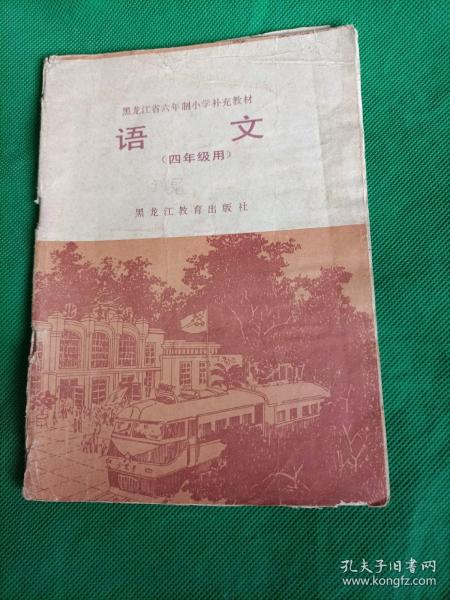 黑龙江省六年制小学补充教材
语文
(四年级用)
黑龙江教育出版社
孔夫子旧书网
www.kongfz.com